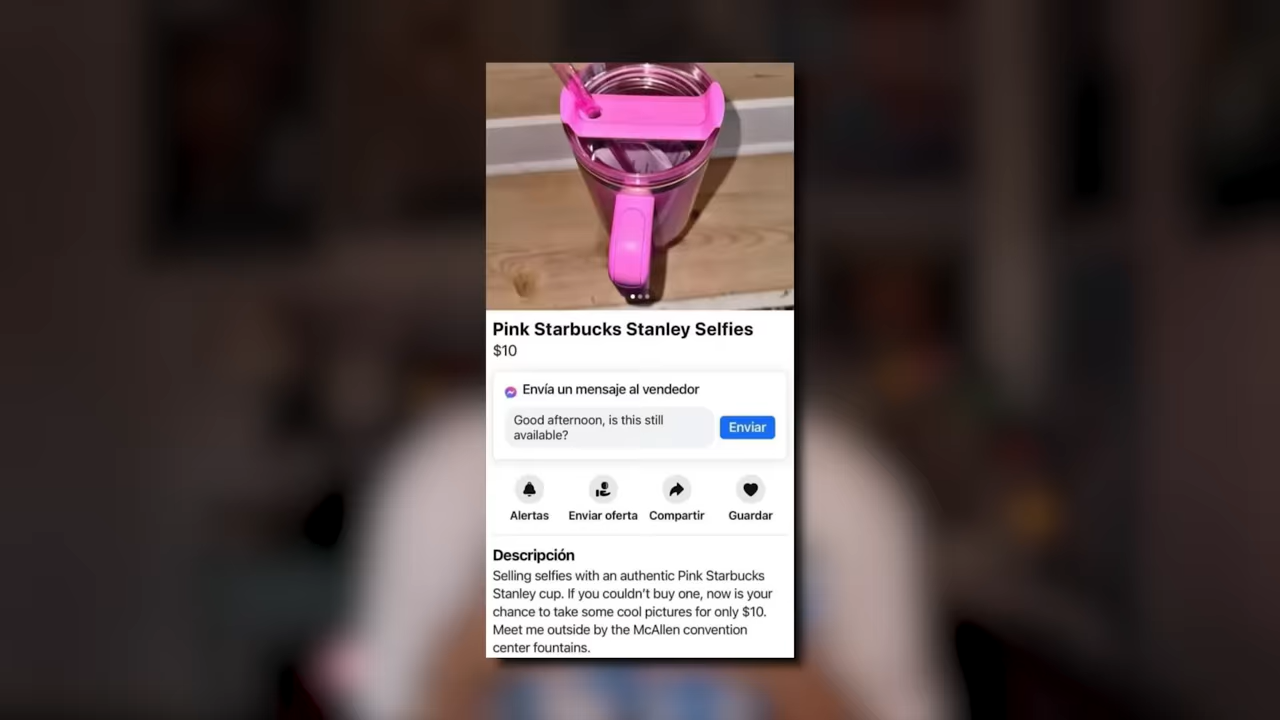 Pink Starbucks Stanley Selfies
$10
Envía un mensaje al vendedor
Good afternoon, is this still
available?
Enviar
Alertas
Enviar oferta
Compartir
Guardar
Descripción
Selling selfies with an authentic Pink Starbucks
Stanley cup. If you couldn't buy one, now is your
chance to take some cool pictures for only $10.
Meet me outside by the McAllen convention
center fountains.